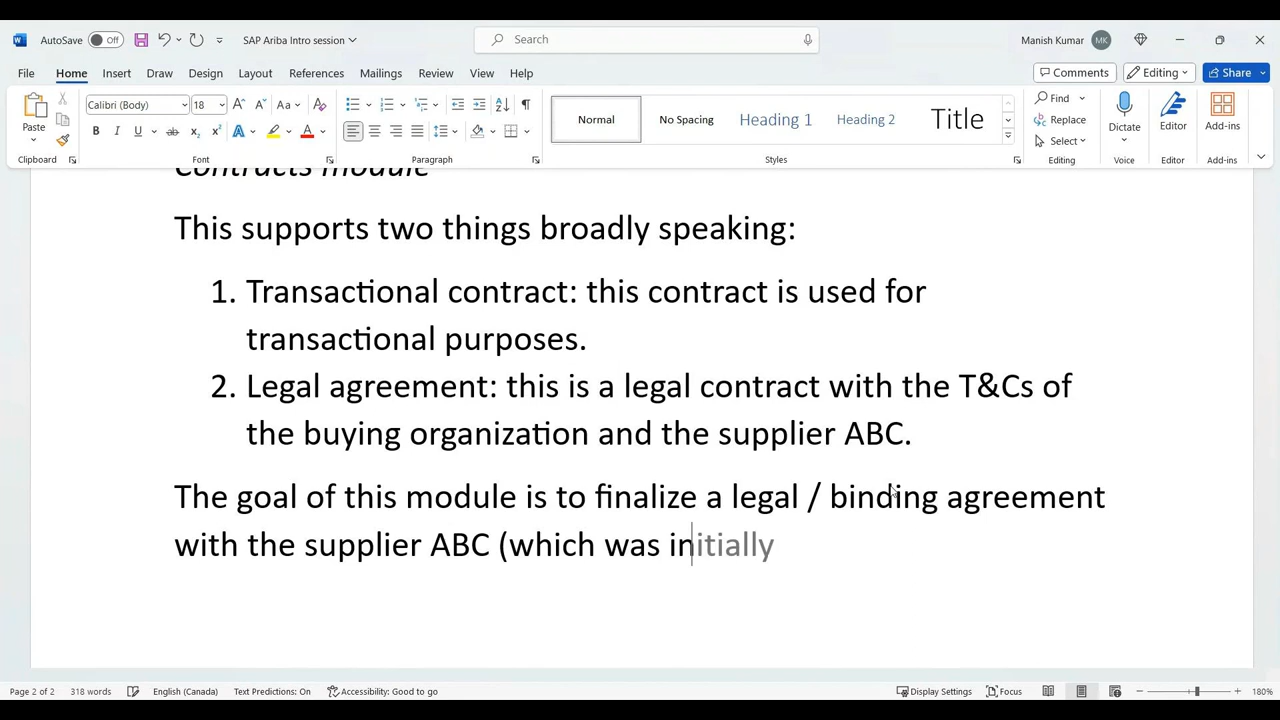 AutoSave Off SAP Ariba Intro session Search Manish Kumar MK
File Home Insert Draw Design Layout References Mailings Review View Help Comments Editing Share
Paste Calibri (Body) 18 Aa Normal No Spacing Heading 1 Heading 2 Title Find Replace Select Dictate Editor Add-ins
Clipboard Font Paragraph Styles Editing Voice Editor Add-ins
Contracts module
This supports two things broadly speaking:
1. Transactional contract: this contract is used for
transactional purposes.
2. Legal agreement: this is a legal contract with the T&Cs of
the buying organization and the supplier ABC.
The goal of this module is to finalize a legal / binding agreement
with the supplier ABC (which was initially
Page 2 of 2 318 words English (Canada) Text Predictions: On Accessibility: Good to go Display Settings Focus 180%